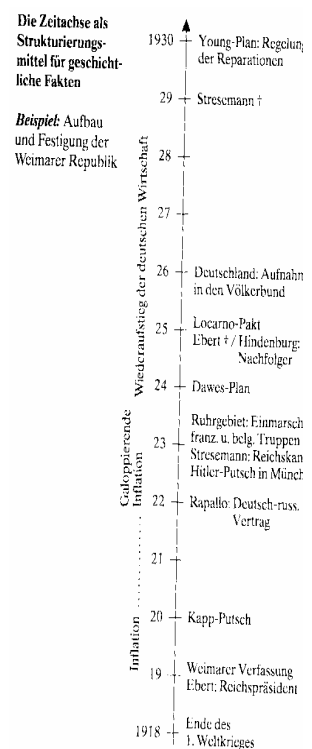 Die Zeitachse als
Strukturierungs-
mittel für geschicht-
liche Fakten
Beispiel: Aufbau
und Festigung der
Weimarer Republik
1930
Young-Plan: Regelung
der Reparationen
29
Stresemann †
28
27
26
Deutschland: Aufnahm
in den Völkerbund
25
Locarno-Pakt
Ebert † / Hindenburg:
Nachfolger
24
Dawes-Plan
23
Ruhrgebiet: Einmarsch
franz. u. belg. Truppen
Stresemann: Reichskan
Hitler-Putsch in Münch
22
Rapallo: Deutsch-russ.
Vertrag
21
20
Kapp-Putsch
19
Weimarer Verfassung
Ebert: Reichspräsident
1918
Ende des
1. Weltkrieges
Wiederaufstieg der deutschen Wirtschaft
Galoppierende
Inflation
Inflation ..........